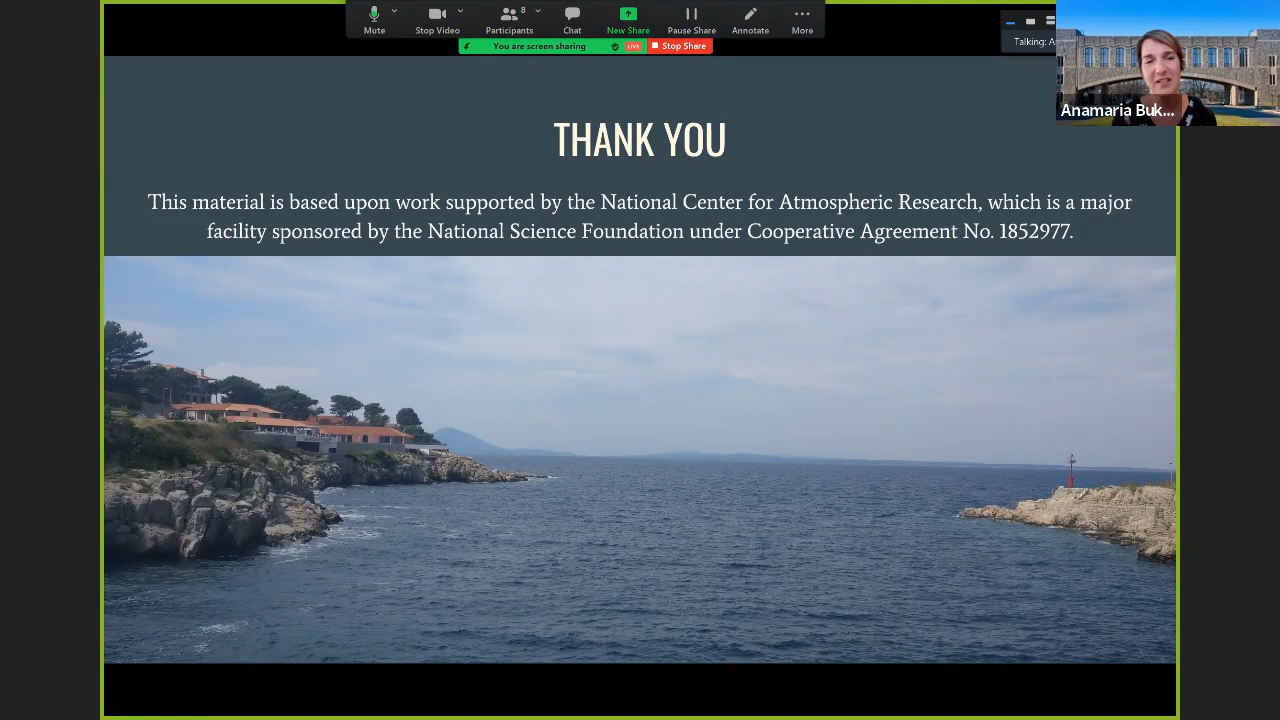 8
Mute
Stop Video
Participants
Chat
New Share
Pause Share
Annotate
More
You are screen sharing
LIVE
Stop Share
Talking: A
Anamaria Buk...
THANK YOU
This material is based upon work supported by the National Center for Atmospheric Research, which is a major
facility sponsored by the National Science Foundation under Cooperative Agreement No. 1852977.